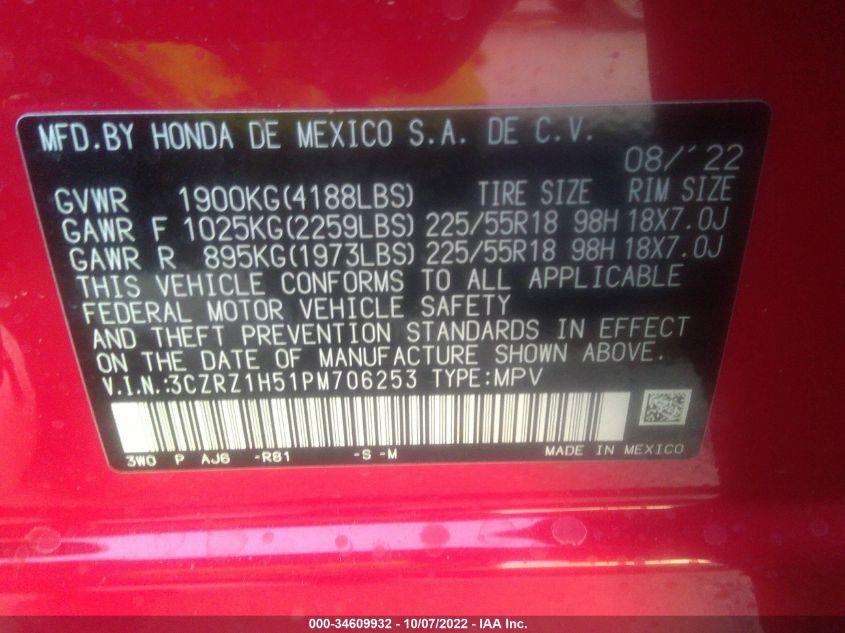 MFD.BY HONDA DE MEXICO S.A. DE C.V.
08/'22
GVWR 1900KG(4188LBS) TIRE SIZE RIM SIZE
GAWR F 1025KG(2259LBS) 225/55R18 98H 18X7.0J
GAWR R 895KG(1973LBS) 225/55R18 98H 18X7.0J
THIS VEHICLE CONFORMS TO ALL APPLICABLE
FEDERAL MOTOR VEHICLE SAFETY
AND THEFT PREVENTION STANDARDS IN EFFECT
ON THE DATE OF MANUFACTURE SHOWN ABOVE.
V.I.N.:3CZRZ1H51PM706253 TYPE:MPV
3W0 P AJ6 -R81 -S -M MADE IN MEXICO
000-34609932 - 10/07/2022 - IAA Inc.